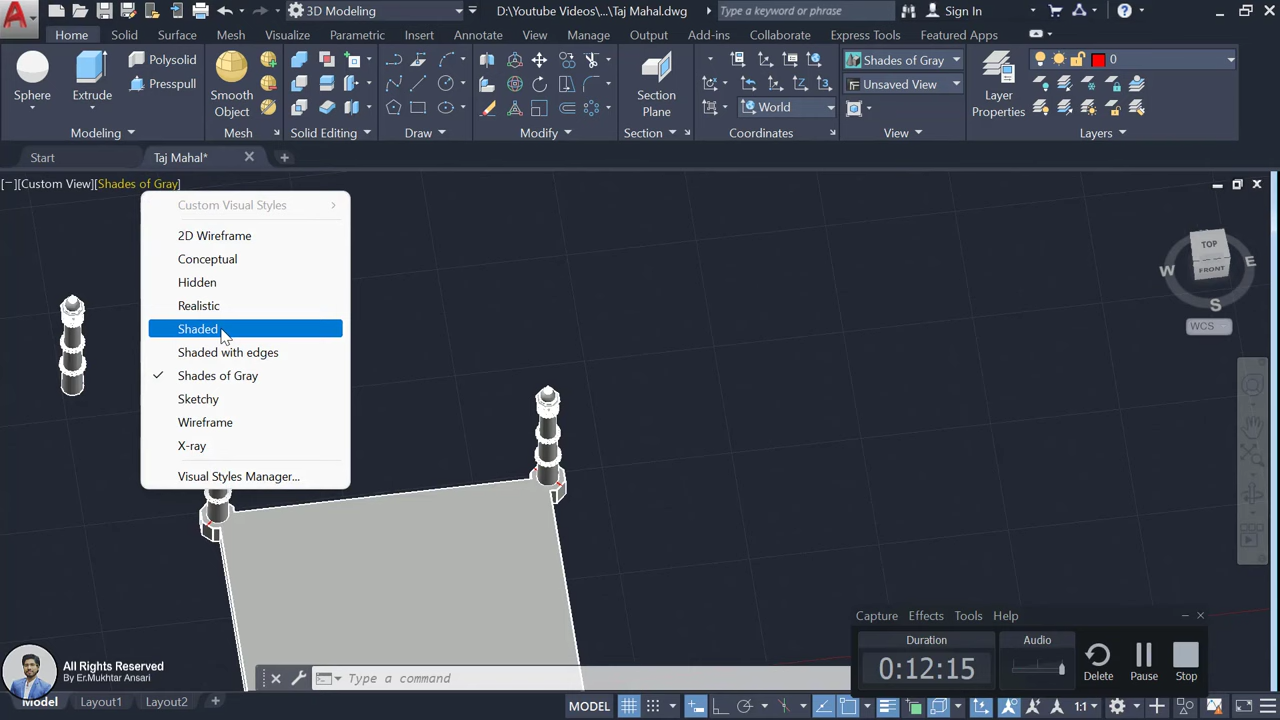 3D Modeling
D:\Youtube Videos\...\Taj Mahal.dwg
Type a keyword or phrase
Sign In
Home
Solid
Surface
Mesh
Visualize
Parametric
Insert
Annotate
View
Manage
Output
Add-ins
Collaborate
Express Tools
Featured Apps
Sphere
Extrude
Polysolid
Presspull
Smooth
Object
Section
Plane
World
Shades of Gray
Unsaved View
Layer
Properties
0
Modeling
Mesh
Solid Editing
Draw
Modify
Section
Coordinates
View
Layers
Start
Taj Mahal*
[−][Custom View][Shades of Gray]
Custom Visual Styles
2D Wireframe
Conceptual
Hidden
Realistic
Shaded
Shaded with edges
Shades of Gray
Sketchy
Wireframe
X-ray
Visual Styles Manager...
TOP
FRONT
W
E
S
WCS
Capture
Effects
Tools
Help
Duration
0:12:15
Audio
Delete
Pause
Stop
All Rights Reserved
By Er.Mukhtar Ansari
Type a command
Model
Layout1
Layout2
MODEL
1:1